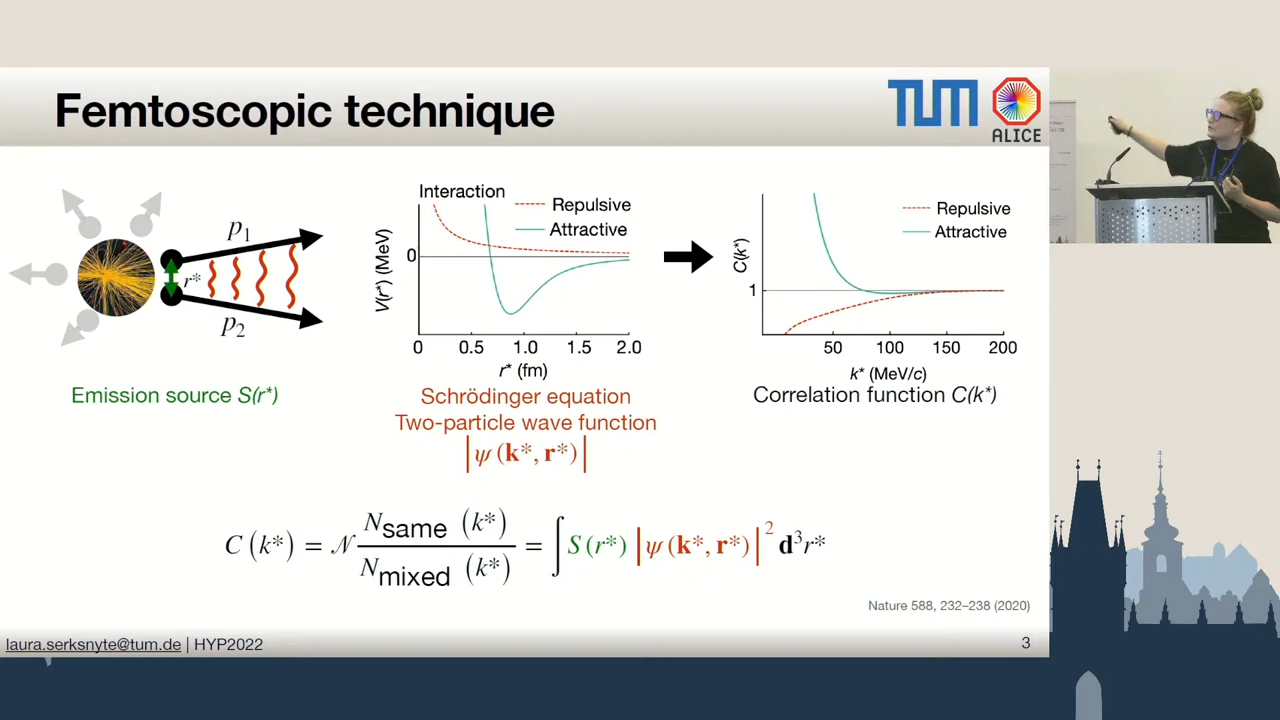 Femtoscopic technique
TUM
ALICE
p₁
r*
p₂
Emission source S(r*)
Interaction
Repulsive
Attractive
V(r*) (MeV)
0
0 0.5 1.0 1.5 2.0
r* (fm)
Schrödinger equation
Two-particle wave function
|ψ(k*, r*)|
Repulsive
Attractive
C(k*)
1
50 100 150 200
k* (MeV/c)
Correlation function C(k*)
C(k*) = 𝒩 N_same (k*) / N_mixed (k*) = ∫ S(r*) |ψ(k*, r*)|² d³r*
Nature 588, 232–238 (2020)
laura.serksnyte@tum.de | HYP2022
3